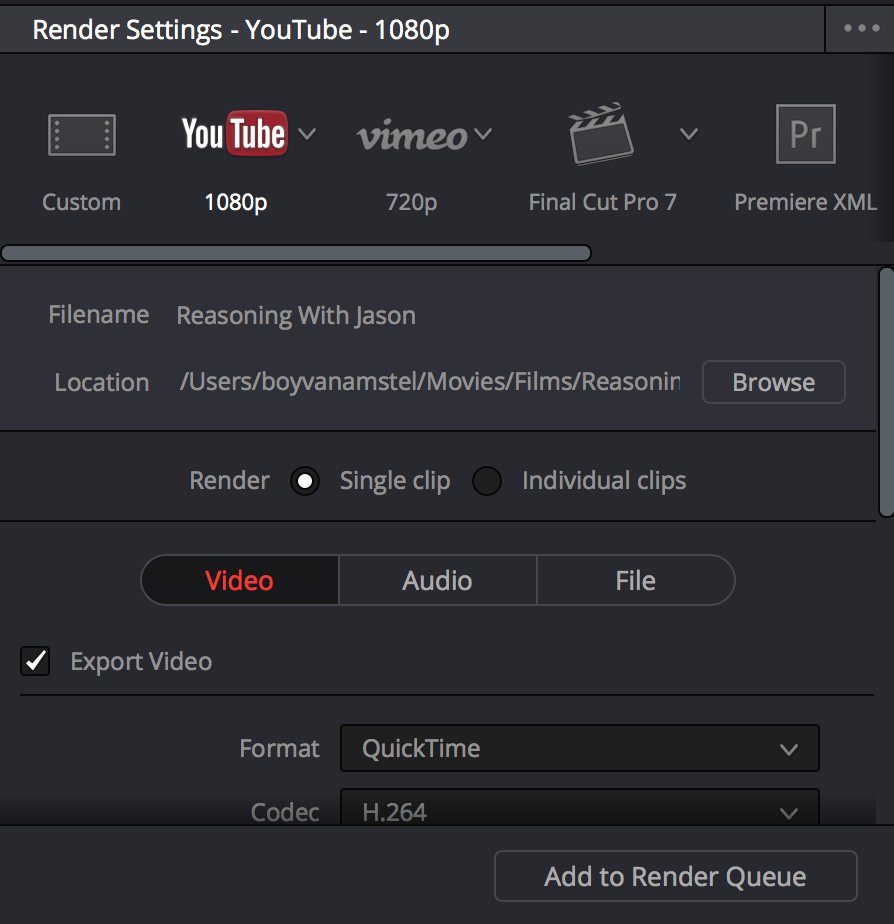 Render Settings - YouTube - 1080p
YouTube vimeo Pr
Custom 1080p 720p Final Cut Pro 7 Premiere XML
Filename Reasoning With Jason
Location /Users/boyvanamstel/Movies/Films/Reasonin Browse
Render Single clip Individual clips
Video Audio File
Export Video
Format QuickTime
Codec H.264
Add to Render Queue